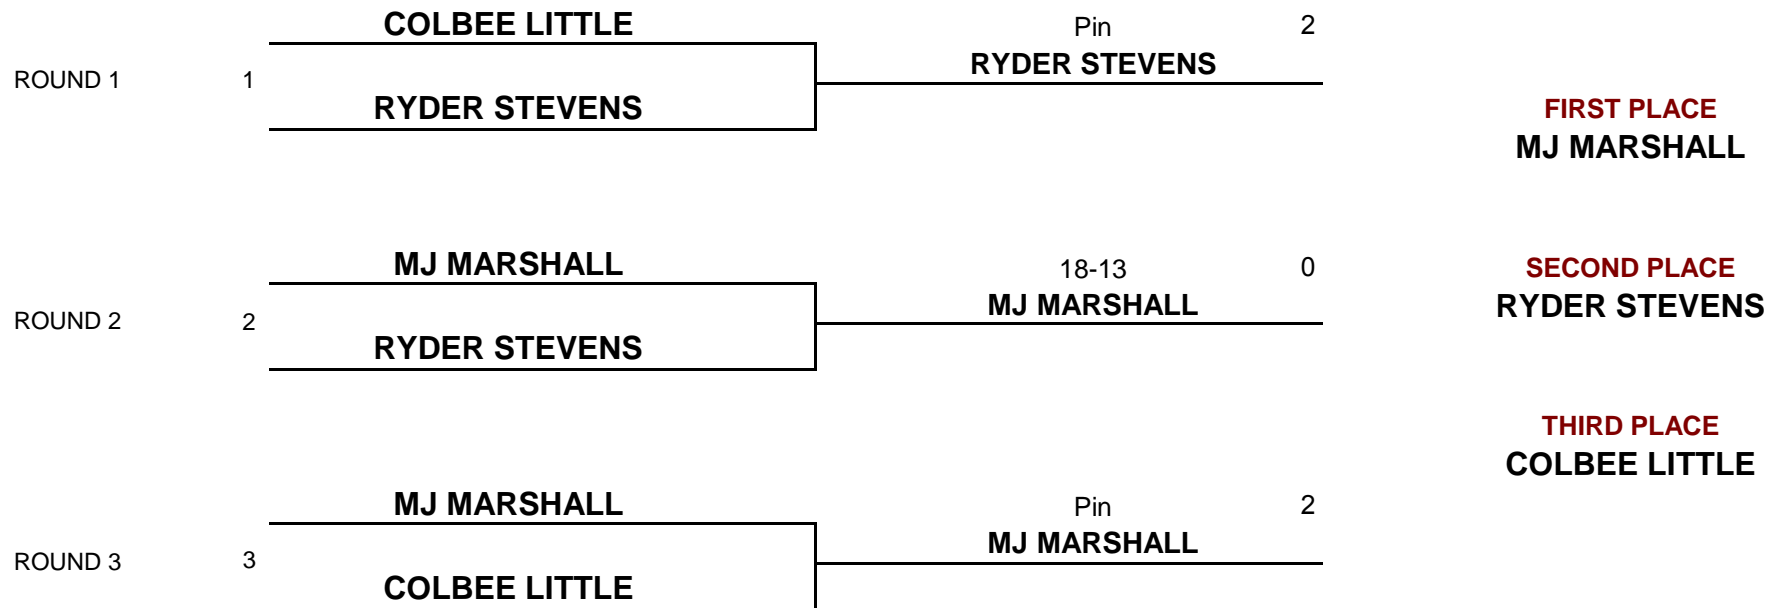 COLBEE LITTLE
Pin 2
RYDER STEVENS
ROUND 1 1
RYDER STEVENS
FIRST PLACE
MJ MARSHALL
MJ MARSHALL
18-13 0
SECOND PLACE
MJ MARSHALL
RYDER STEVENS
ROUND 2 2
RYDER STEVENS
THIRD PLACE
COLBEE LITTLE
MJ MARSHALL
Pin 2
MJ MARSHALL
ROUND 3 3
COLBEE LITTLE